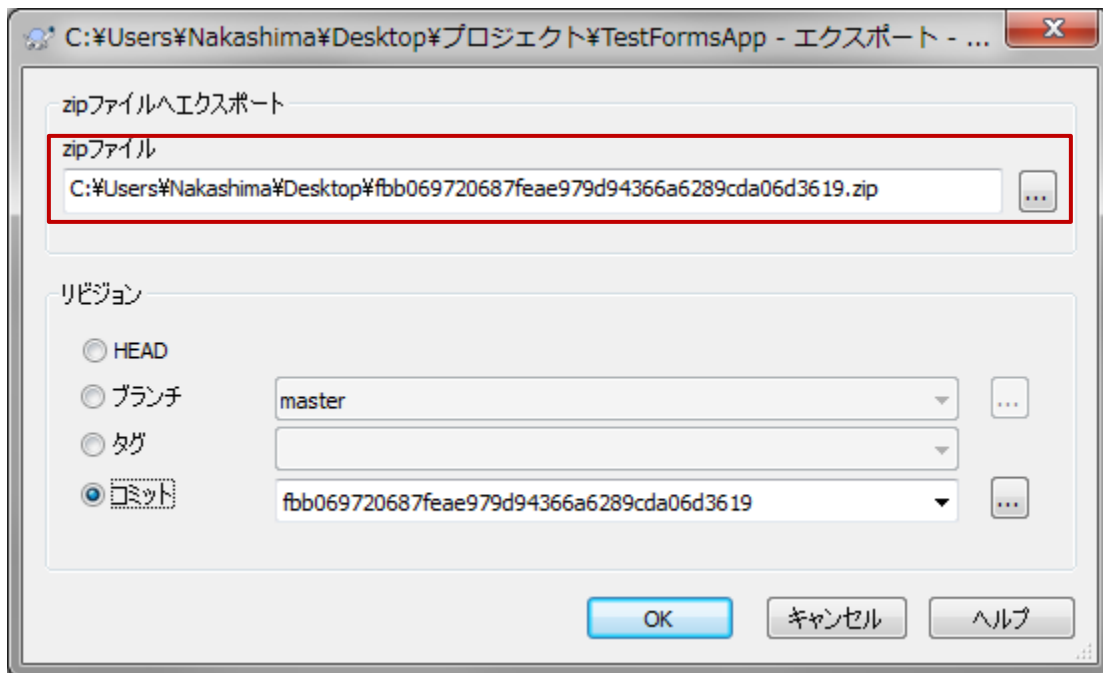 C:¥Users¥Nakashima¥Desktop¥プロジェクト¥TestFormsApp - エクスポート - ...
zipファイルへエクスポート
zipファイル
C:¥Users¥Nakashima¥Desktop¥fbb069720687feae979d94366a6289cda06d3619.zip
...
リビジョン
HEAD
ブランチ master ...
タグ
コミット fbb069720687feae979d94366a6289cda06d3619 ...
OK キャンセル ヘルプ